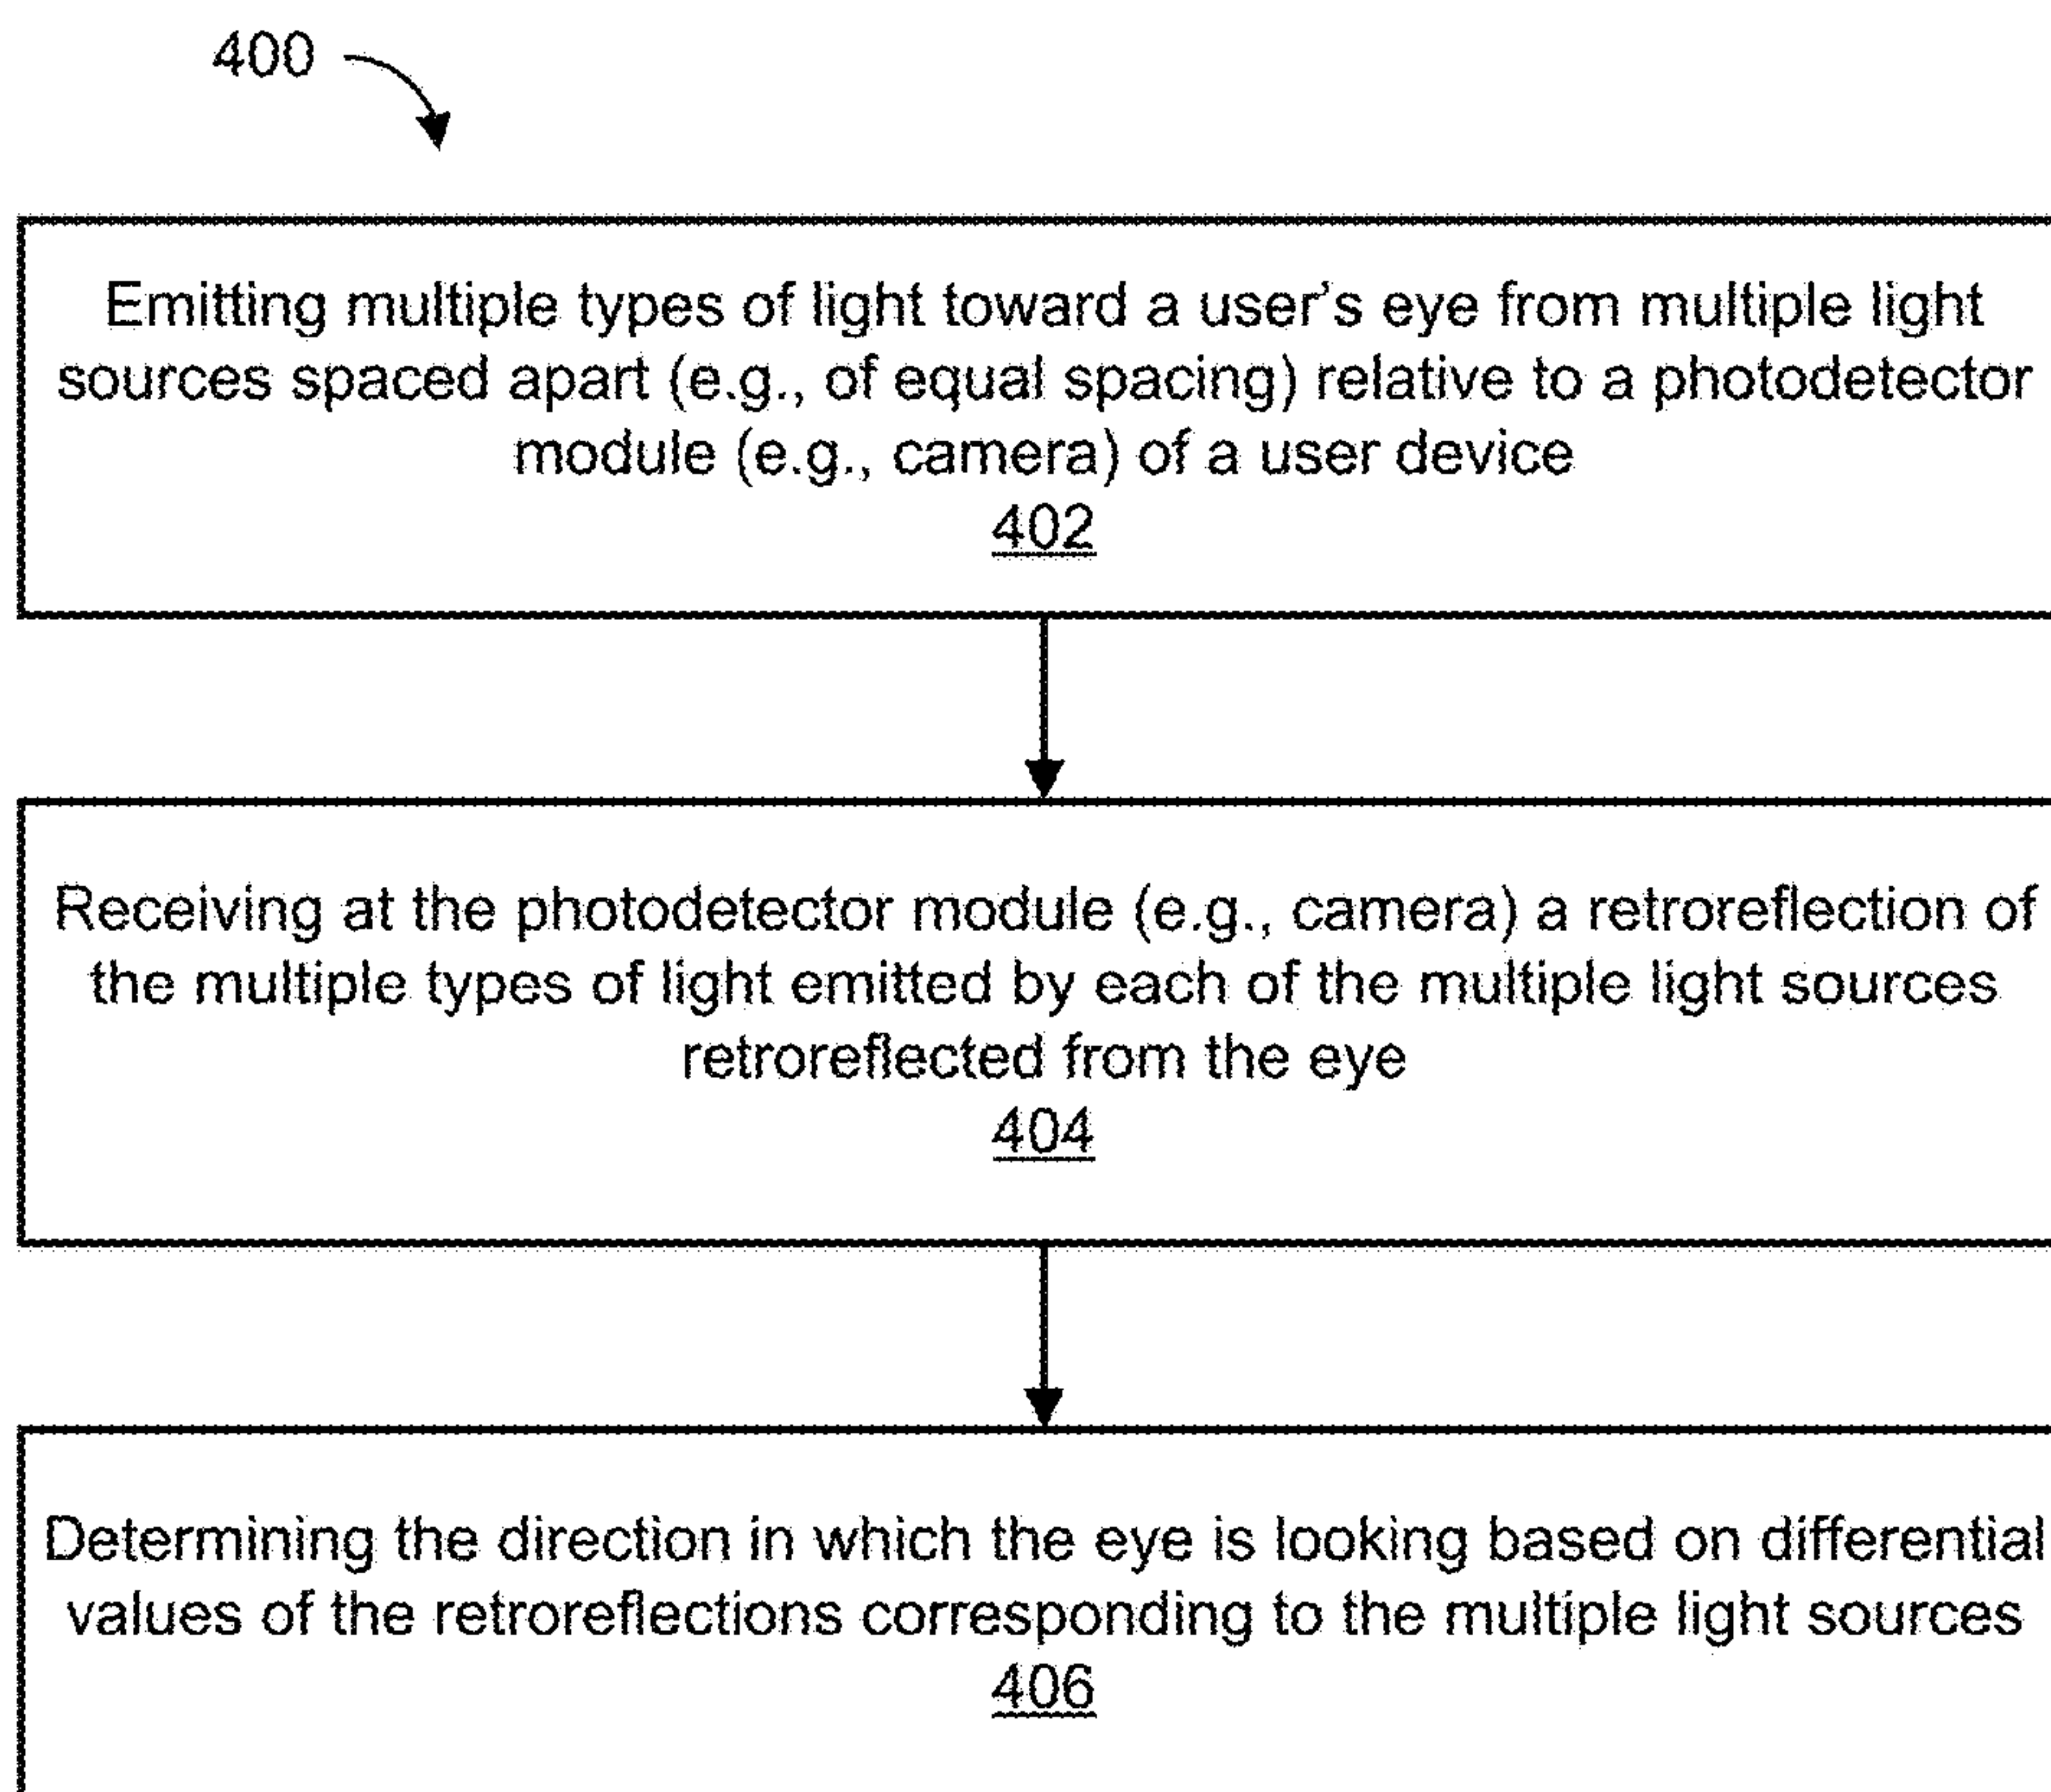 400
Emitting multiple types of light toward a user's eye from multiple light
sources spaced apart (e.g., of equal spacing) relative to a photodetector
module (e.g., camera) of a user device
402
Receiving at the photodetector module (e.g., camera) a retroreflection of
the multiple types of light emitted by each of the multiple light sources
retroreflected from the eye
404
Determining the direction in which the eye is looking based on differential
values of the retroreflections corresponding to the multiple light sources
406